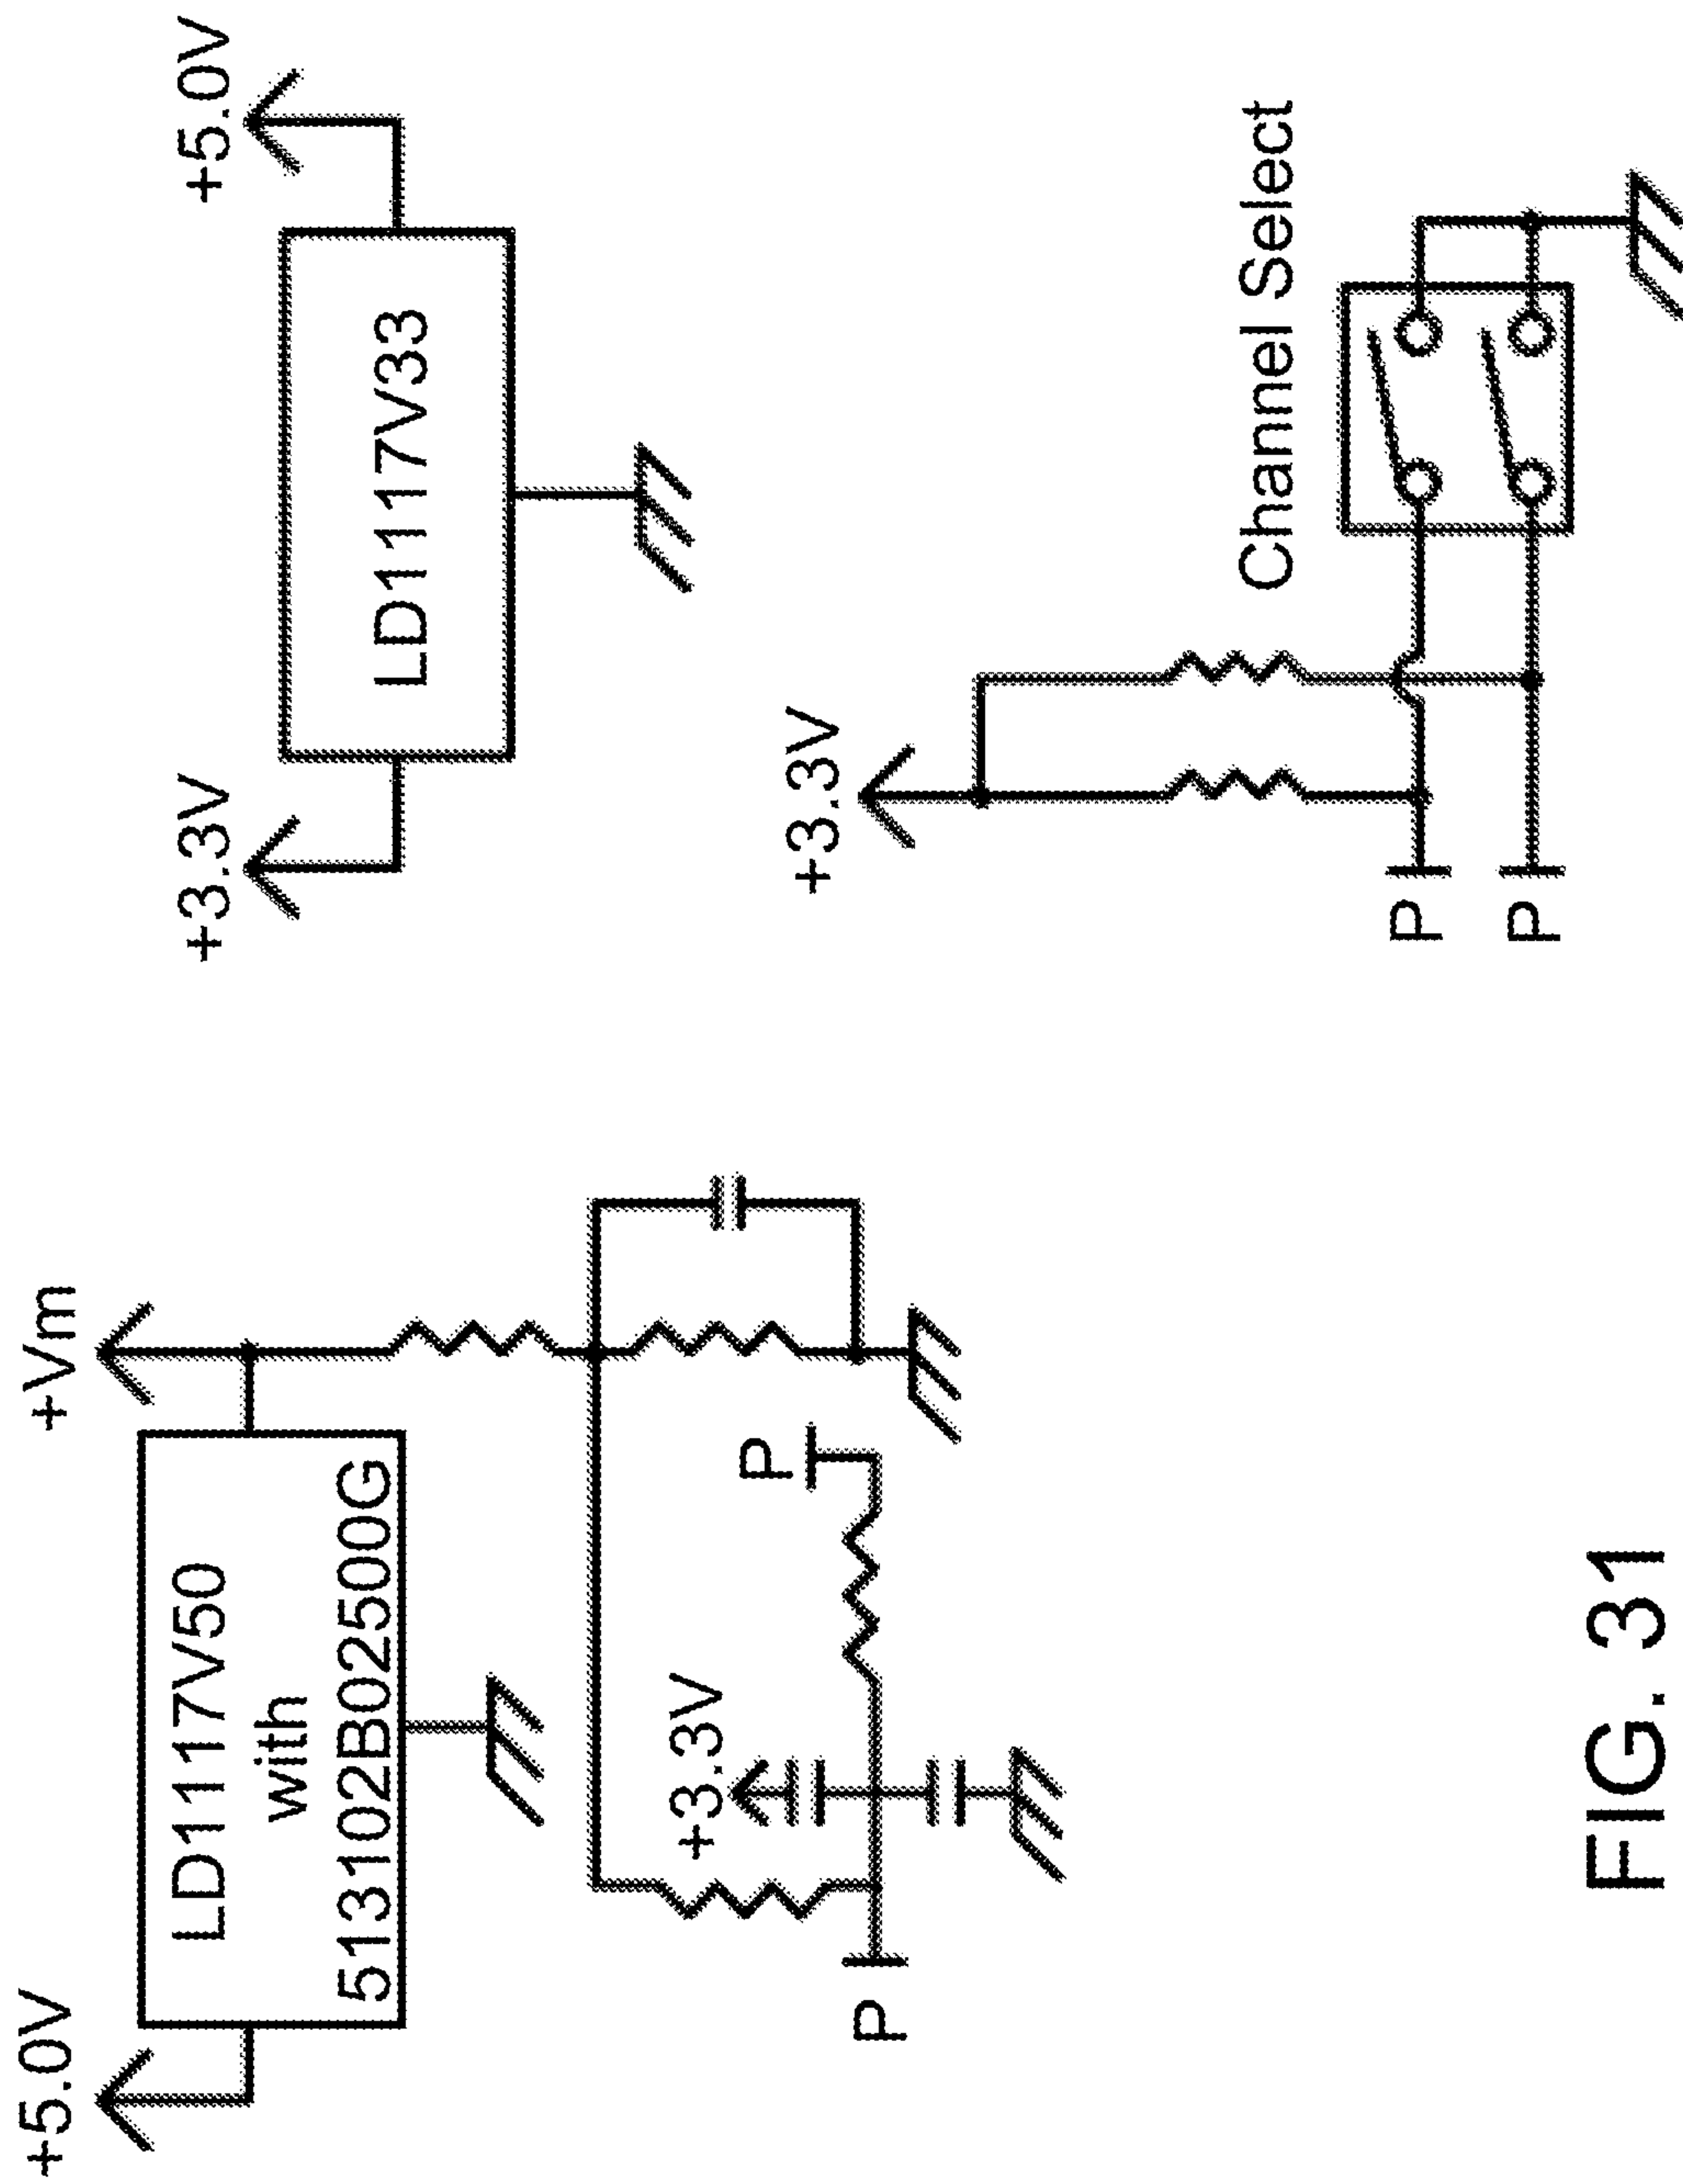 +5.0V
+Vm
LD1117V50
with
513102B02500G
+3.3V
P
P
+3.3V
+5.0V
LD1117V33
+3.3V
Channel Select
P
P
FIG. 31